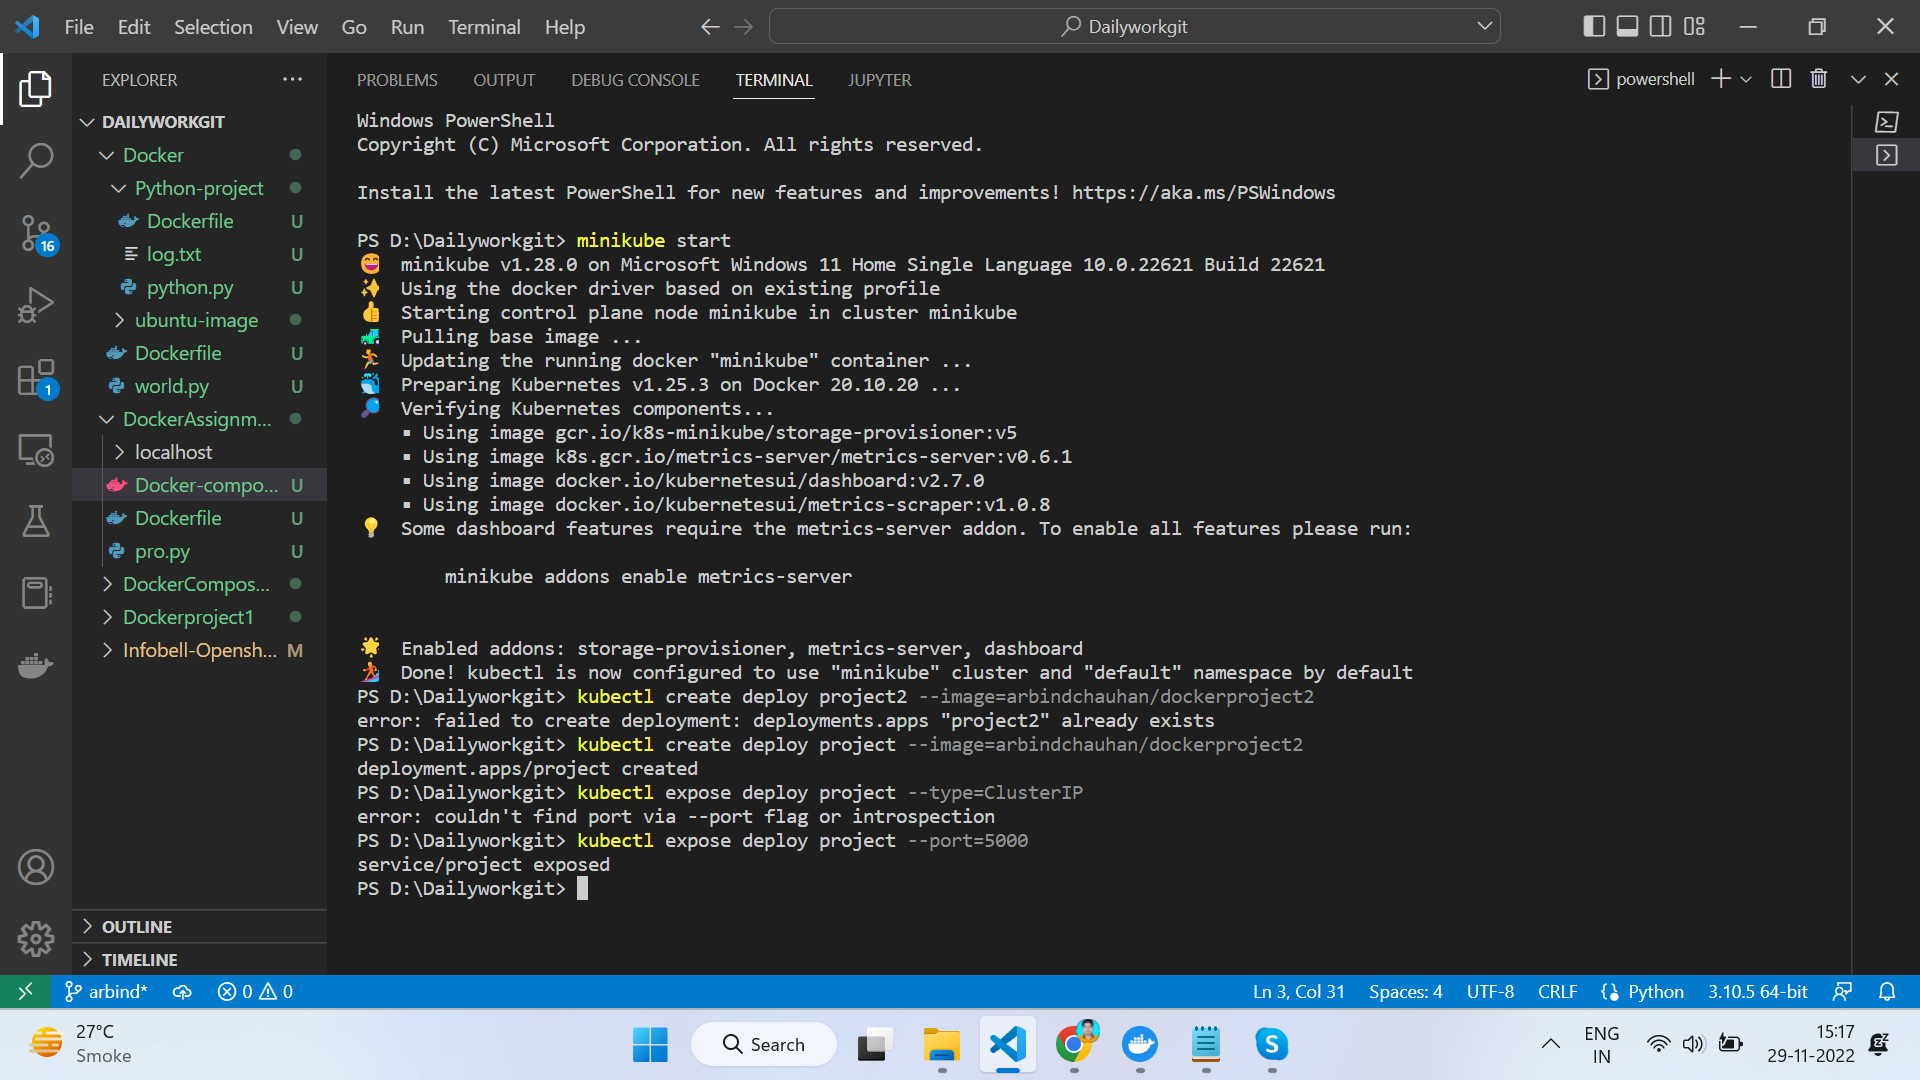 File Edit Selection View Go Run Terminal Help
Dailyworkgit
EXPLORER
DAILYWORKGIT
Docker
Python-project
Dockerfile U
log.txt U
python.py U
ubuntu-image
Dockerfile U
world.py U
DockerAssignm...
localhost
Docker-compo... U
Dockerfile U
pro.py U
DockerCompos...
Dockerproject1
Infobell-Opensh... M
OUTLINE
TIMELINE
16
1
PROBLEMS OUTPUT DEBUG CONSOLE TERMINAL JUPYTER
powershell
Windows PowerShell
Copyright (C) Microsoft Corporation. All rights reserved.
Install the latest PowerShell for new features and improvements! https://aka.ms/PSWindows
PS D:\Dailyworkgit> minikube start
minikube v1.28.0 on Microsoft Windows 11 Home Single Language 10.0.22621 Build 22621
Using the docker driver based on existing profile
Starting control plane node minikube in cluster minikube
Pulling base image ...
Updating the running docker "minikube" container ...
Preparing Kubernetes v1.25.3 on Docker 20.10.20 ...
Verifying Kubernetes components...
▪ Using image gcr.io/k8s-minikube/storage-provisioner:v5
▪ Using image k8s.gcr.io/metrics-server/metrics-server:v0.6.1
▪ Using image docker.io/kubernetesui/dashboard:v2.7.0
▪ Using image docker.io/kubernetesui/metrics-scraper:v1.0.8
Some dashboard features require the metrics-server addon. To enable all features please run:
minikube addons enable metrics-server
Enabled addons: storage-provisioner, metrics-server, dashboard
Done! kubectl is now configured to use "minikube" cluster and "default" namespace by default
PS D:\Dailyworkgit> kubectl create deploy project2 --image=arbindchauhan/dockerproject2
error: failed to create deployment: deployments.apps "project2" already exists
PS D:\Dailyworkgit> kubectl create deploy project --image=arbindchauhan/dockerproject2
deployment.apps/project created
PS D:\Dailyworkgit> kubectl expose deploy project --type=ClusterIP
error: couldn't find port via --port flag or introspection
PS D:\Dailyworkgit> kubectl expose deploy project --port=5000
service/project exposed
PS D:\Dailyworkgit>
arbind* 0 0 Ln 3, Col 31 Spaces: 4 UTF-8 CRLF Python 3.10.5 64-bit
27°C
Smoke
Search
ENG
IN
15:17
29-11-2022